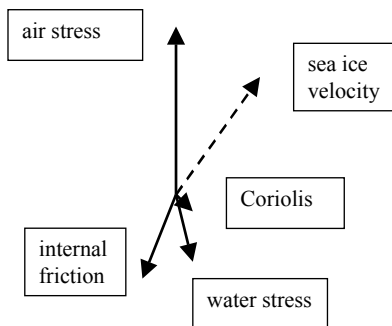 air stress
sea ice
velocity
Coriolis
internal
friction
water stress